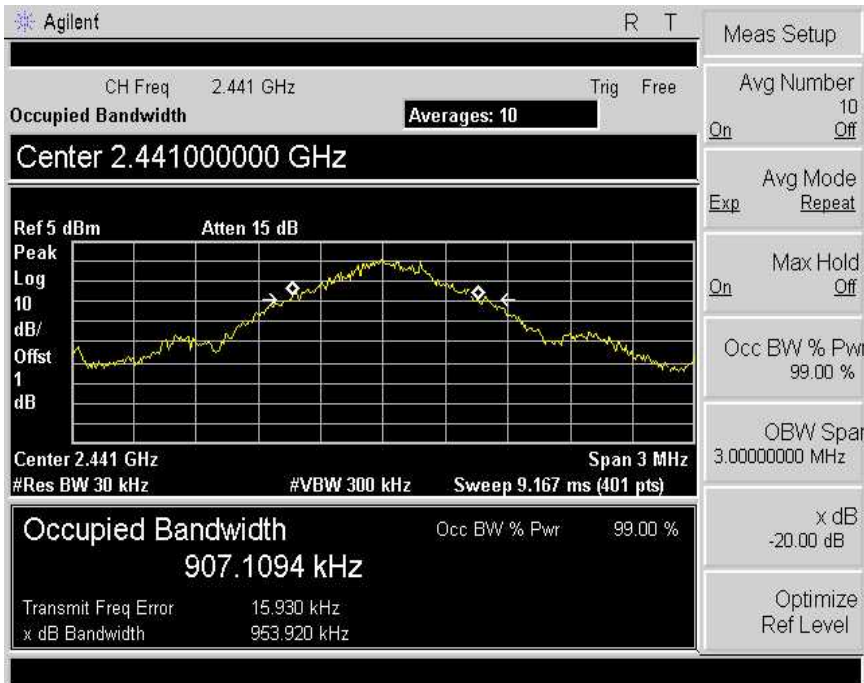 Agilent R T
CH Freq 2.441 GHz Trig Free
Occupied Bandwidth Averages: 10
Center 2.441000000 GHz
Ref 5 dBm Atten 15 dB
Peak
Log
10
dB/
Offst
1
dB
Center 2.441 GHz Span 3 MHz
#Res BW 30 kHz #VBW 300 kHz Sweep 9.167 ms (401 pts)
Occupied Bandwidth Occ BW % Pwr 99.00 %
907.1094 kHz
Transmit Freq Error 15.930 kHz
x dB Bandwidth 953.920 kHz
Meas Setup
Avg Number
10
On Off
Avg Mode
Exp Repeat
Max Hold
On Off
Occ BW % Pwr
99.00 %
OBW Spar
3.00000000 MHz
x dB
-20.00 dB
Optimize
Ref Level